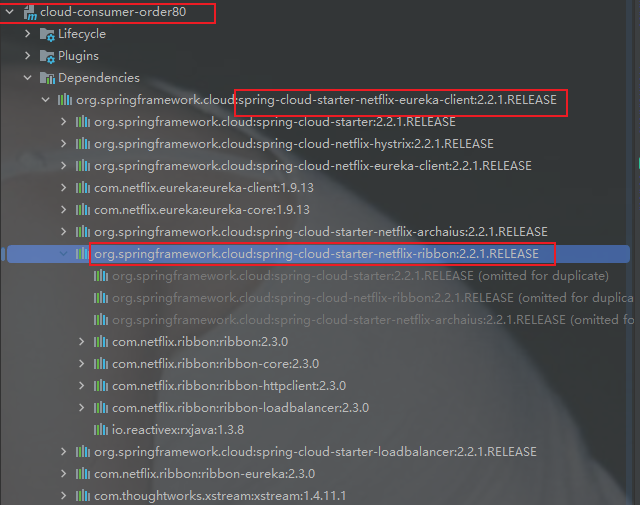 cloud-consumer-order80
Lifecycle
Plugins
Dependencies
org.springframework.cloud:spring-cloud-starter-netflix-eureka-client:2.2.1.RELEASE
org.springframework.cloud:spring-cloud-starter:2.2.1.RELEASE
org.springframework.cloud:spring-cloud-netflix-hystrix:2.2.1.RELEASE
org.springframework.cloud:spring-cloud-netflix-eureka-client:2.2.1.RELEASE
com.netflix.eureka:eureka-client:1.9.13
com.netflix.eureka:eureka-core:1.9.13
org.springframework.cloud:spring-cloud-starter-netflix-archaius:2.2.1.RELEASE
org.springframework.cloud:spring-cloud-starter-netflix-ribbon:2.2.1.RELEASE
org.springframework.cloud:spring-cloud-starter:2.2.1.RELEASE (omitted for duplicate)
org.springframework.cloud:spring-cloud-netflix-ribbon:2.2.1.RELEASE (omitted for duplica
org.springframework.cloud:spring-cloud-starter-netflix-archaius:2.2.1.RELEASE (omitted fo
com.netflix.ribbon:ribbon:2.3.0
com.netflix.ribbon:ribbon-core:2.3.0
com.netflix.ribbon:ribbon-httpclient:2.3.0
com.netflix.ribbon:ribbon-loadbalancer:2.3.0
io.reactivex:rxjava:1.3.8
org.springframework.cloud:spring-cloud-starter-loadbalancer:2.2.1.RELEASE
com.netflix.ribbon:ribbon-eureka:2.3.0
com.thoughtworks.xstream:xstream:1.4.11.1